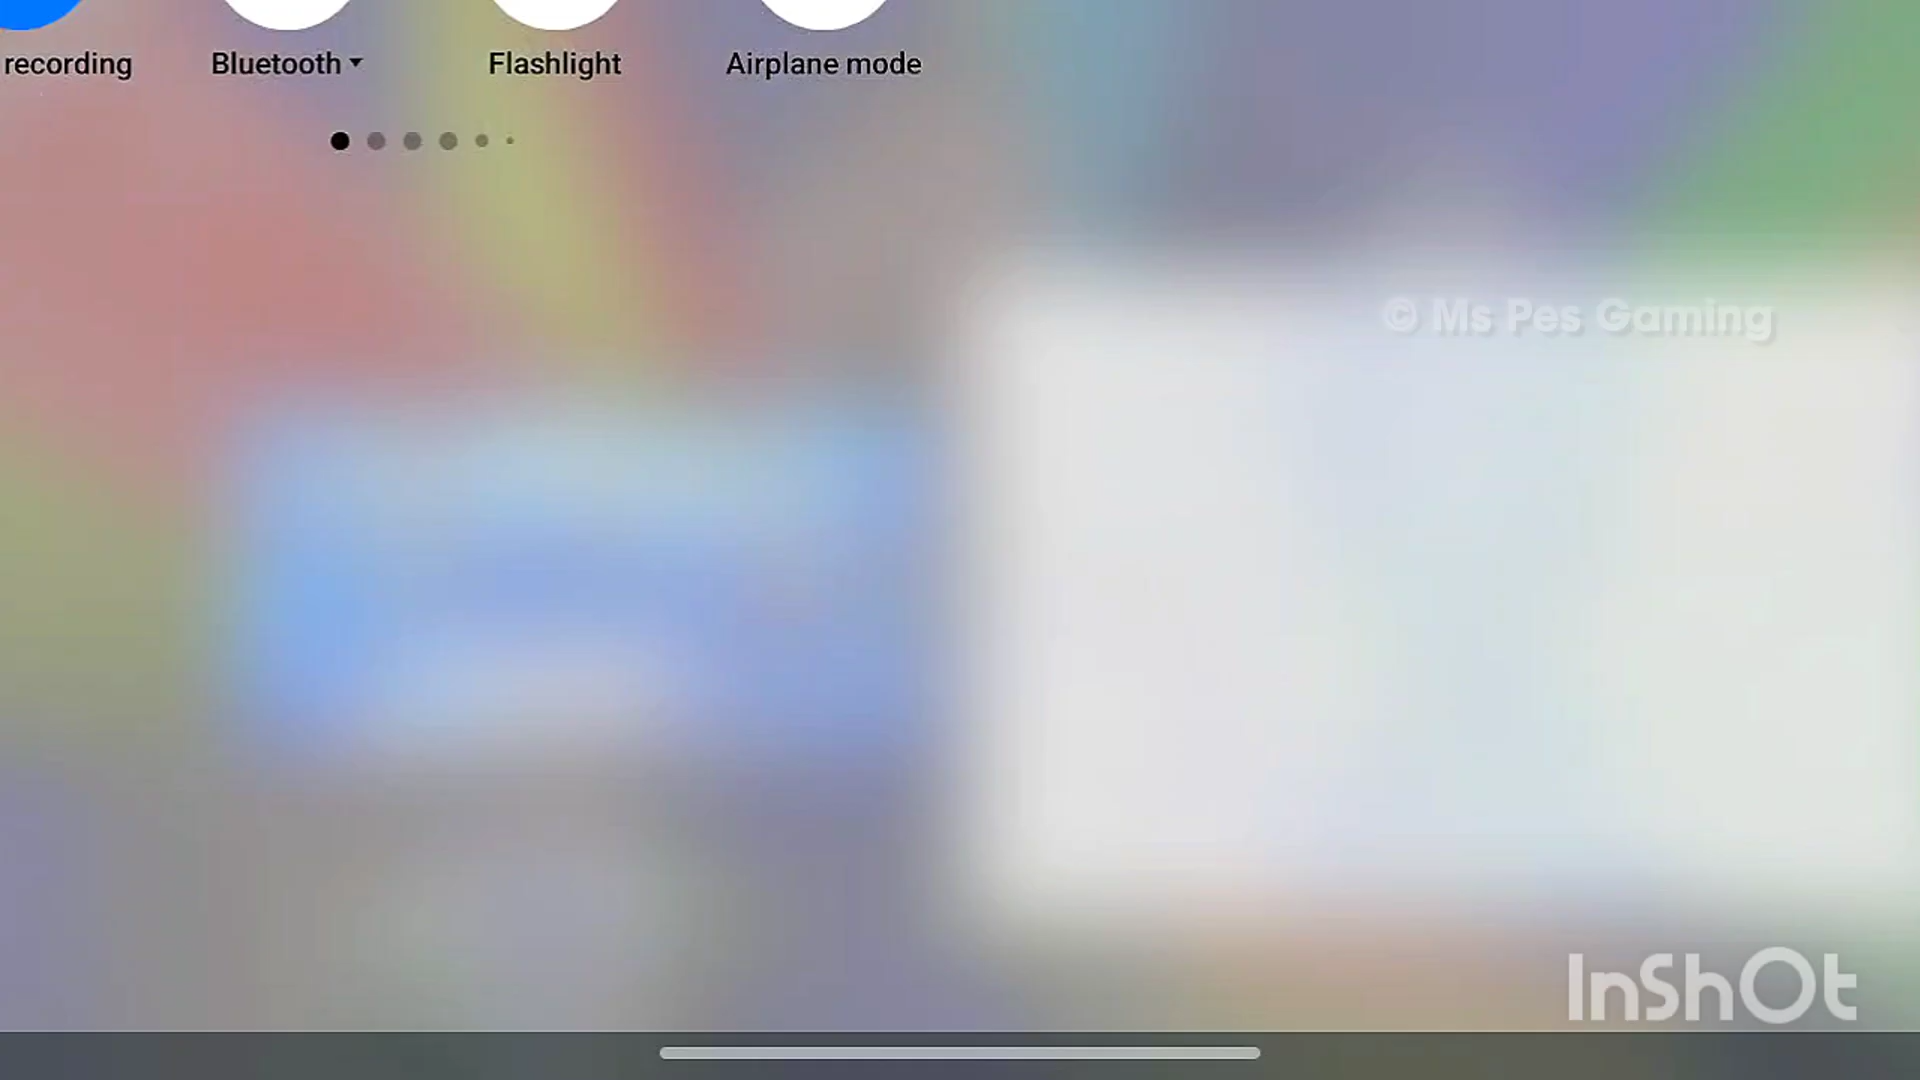 recording
Bluetooth
Flashlight
Airplane mode
© Ms Pes Gaming
InShOt